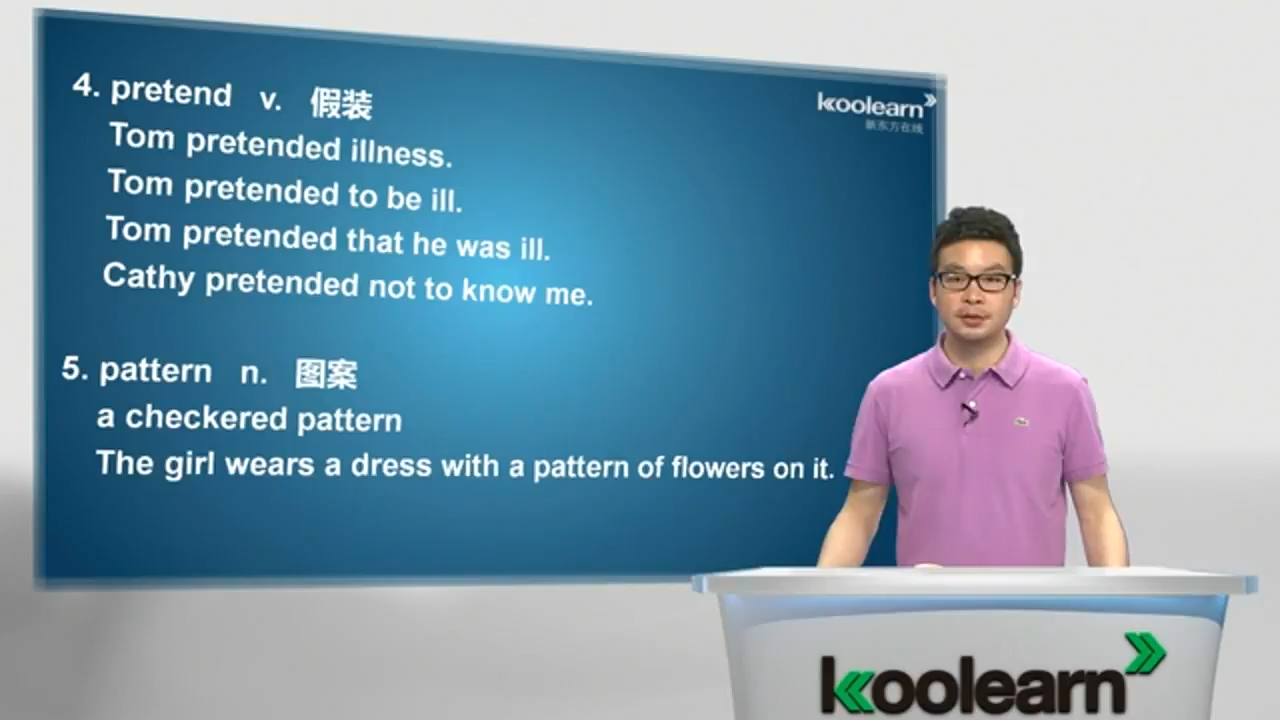 4. pretend v. 假装
Tom pretended illness.
Tom pretended to be ill.
Tom pretended that he was ill.
Cathy pretended not to know me.
5. pattern n. 图案
a checkered pattern
The girl wears a dress with a pattern of flowers on it.
koolearn
新东方在线
koolearn